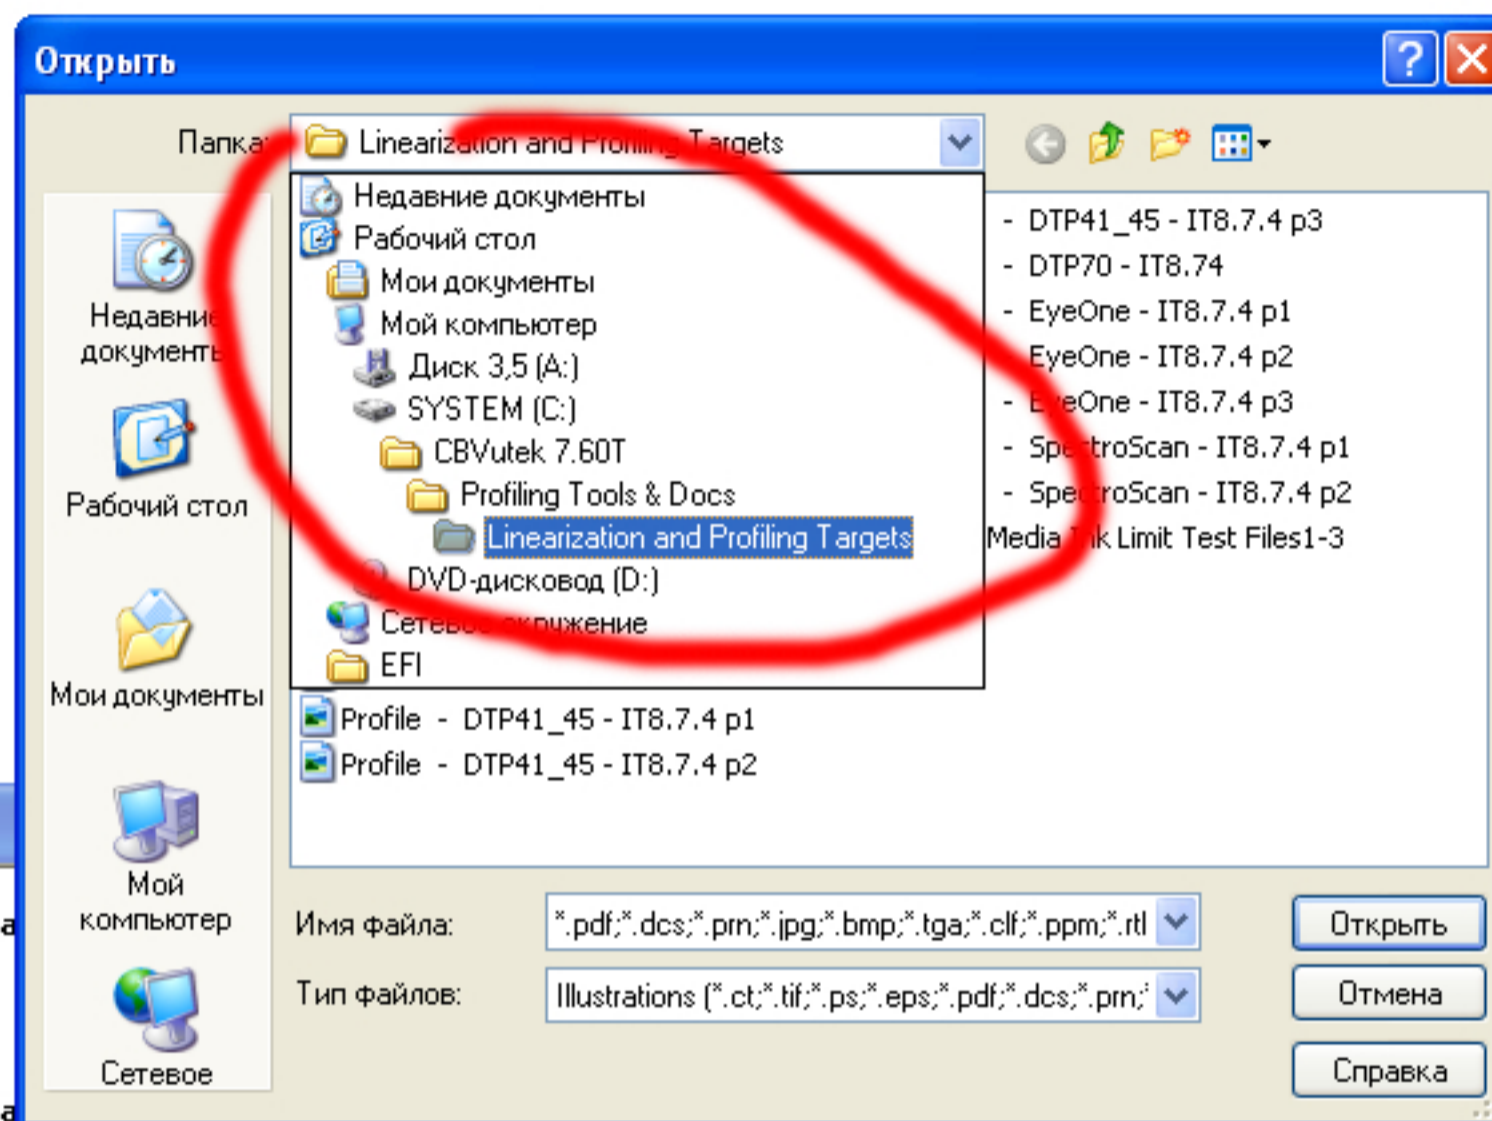 Открыть
Папка:
Linearization and Profiling Targets
Недавние документы
Рабочий стол
Мои документы
Мой компьютер
Диск 3,5 (A:)
SYSTEM (C:)
CBVutek 7.60T
Profiling Tools & Docs
Linearization and Profiling Targets
DVD-дисковод (D:)
Сетевое окружение
EFI
Profile - DTP41_45 - IT8.7.4 p1
Profile - DTP41_45 - IT8.7.4 p2
- DTP41_45 - IT8.7.4 p3
- DTP70 - IT8.74
- EyeOne - IT8.7.4 p1
EyeOne - IT8.7.4 p2
- EyeOne - IT8.7.4 p3
- SpectroScan - IT8.7.4 p1
- SpectroScan - IT8.7.4 p2
Media Ink Limit Test Files1-3
Недавние
документы
Рабочий стол
Мои документы
Мой
компьютер
Сетевое
Имя файла:
*.pdf;*.dcs;*.prn;*.jpg;*.bmp;*.tga;*.clf;*.ppm;*.rtl
Открыть
Тип файлов:
Illustrations (*.ct;*.tif;*.ps;*.eps;*.pdf;*.dcs;*.prn;*
Отмена
Справка